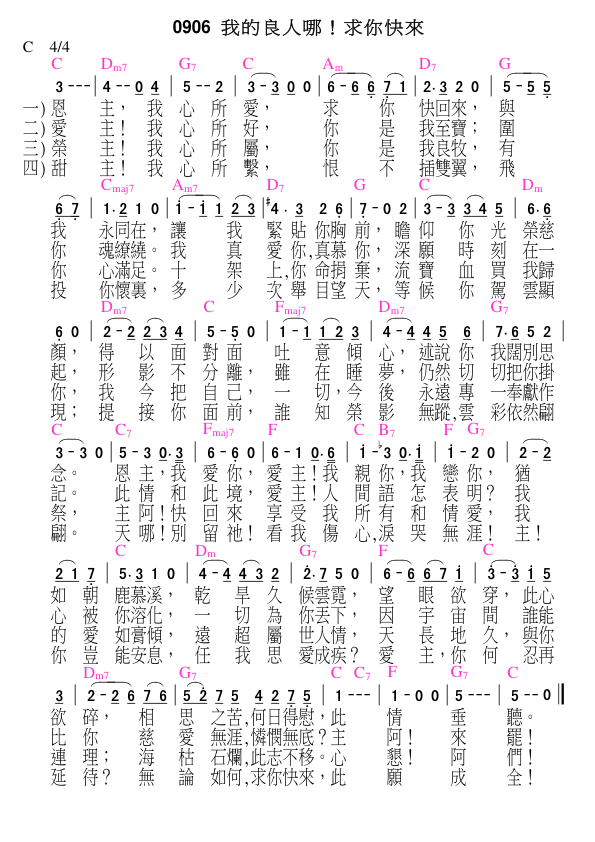 0906 我的良人哪！求你快來
C 4/4
C Dm7 G7 C Am D7 G
3 - - - | 4 - - 0 4 | 5 - - 2 | 3 - 3 0 0 | 6 - 6 6 7 1 | 2 . 3 2 0 | 5 - 5 5
一) 恩 主， 我 心 所 愛， 求 你 快回來， 與
二) 愛 主！ 我 心 所 好， 你 是 我至寶； 圍
三) 榮 主！ 我 心 所 屬， 你 是 我良牧， 有
四) 甜 主！ 我 心 所 繫， 恨 不 插雙翼， 飛
Cmaj7 Am7 D7 G C Dm
6 7 | 1 . 2 1 0 | 1 - 1 1 2 3 | ♯4 . 3 2 6 | 7 - 0 2 | 3 - 3 3 4 5 | 6 . 6
我 永同在， 讓 我 緊 貼 你胸 前， 瞻 仰 你 光 榮慈
你 魂繚繞。 我 真 愛 你,真慕 你， 深 願 時 刻 在一
你 心滿足。 十 架 上,你 命捐 棄， 流 寶 血 買 我歸
投 你懷裏， 多 少 次 舉 目望 天， 等 候 你 駕 雲顯
Dm7 C Fmaj7 Dm7 G7
6 0 | 2 - 2 2 3 4 | 5 - 5 0 | 1 - 1 1 2 3 | 4 - 4 4 5 | 7 . 6 5 2 |
顏， 得 以 面 對 面 吐 意 傾 心， 述說 你 我闊別思
起， 形 影 不 分 離， 雖 在 睡 夢， 仍然 切 切把你掛
你， 我 今 把 自 己， 一 切，今 後 永遠 專 一奉獻作
現； 提 接 你 面 前， 誰 知 榮 影 無蹤,雲 彩依然翩
C C7 Fmaj7 F C B7 F G7
3 - 3 0 | 5 - 3 0 . 3 | 6 - 6 0 | 6 - 1 0 . 6 | 1 - ♭3 0 . 1 | 1 - 2 0 | 2 - 2
念。 恩 主，我 愛 你， 愛 主！我 親 你，我 戀 你， 猶
記。 此 情 和 此 境， 愛 主！人 間 語 怎 表 明？ 我
祭， 主 阿！快 回 來 享 受 我 所 有 和 情 愛， 我
翩。 天 哪！別 留 祂！ 看 我 傷 心,淚 哭 無 涯！ 主！
C Dm G7 F C
2 1 7 | 5 . 3 1 0 | 4 - 4 4 3 2 | 2 . 7 5 0 | 6 - 6 6 7 1 | 3 - 3 1 5
如 朝 鹿慕溪， 乾 旱 久 候雲霓， 望 眼 欲 穿，此心
心 被 你溶化， 一 切 為 你丟下， 因 宇 宙 間 誰能
的 愛 如膏傾， 遠 超 屬 世人情， 天 長 地 久，與你
你 豈 能安息， 任 我 思 愛成疾？ 愛 主,你 何 忍再
Dm7 G7 C C7 F G7 C
3 | 2 - 2 6 7 6 | 5 2 7 5 4 2 7 5 | 1 - - - | 1 - 0 0 | 5 - - - | 5 - - 0 ‖
欲 碎， 相 思 之苦,何日得慰，此 情 垂 聽。
比 你 慈 愛 無涯,憐憫無底？主 阿！ 來 罷！
連 理； 海 枯 石爛,此志不移。心 懇！ 阿 們！
延 待？ 無 論 如何,求你快來，此 願 成 全！